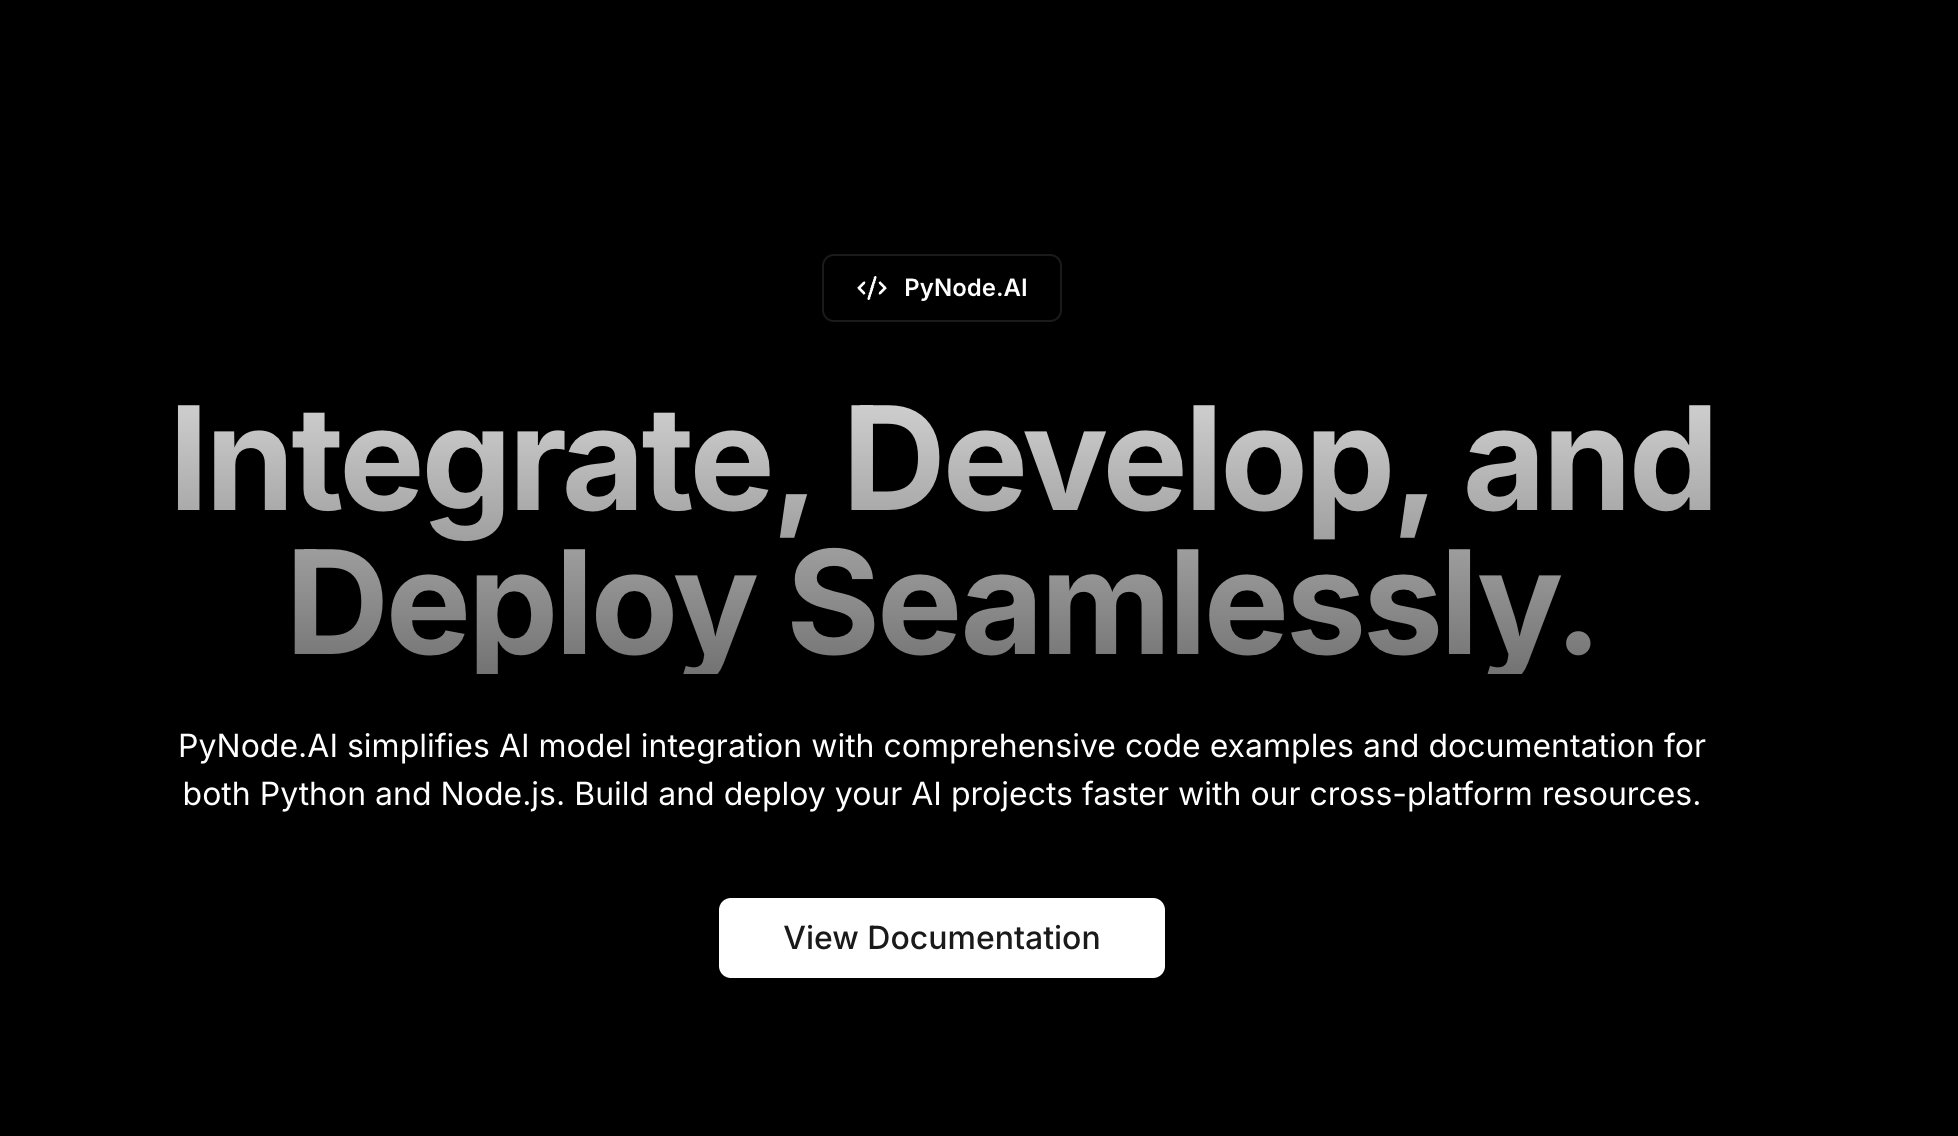 PyNode.AI
Integrate, Develop, and
Deploy Seamlessly.
PyNode.AI simplifies AI model integration with comprehensive code examples and documentation for
both Python and Node.js. Build and deploy your AI projects faster with our cross-platform resources.
View Documentation